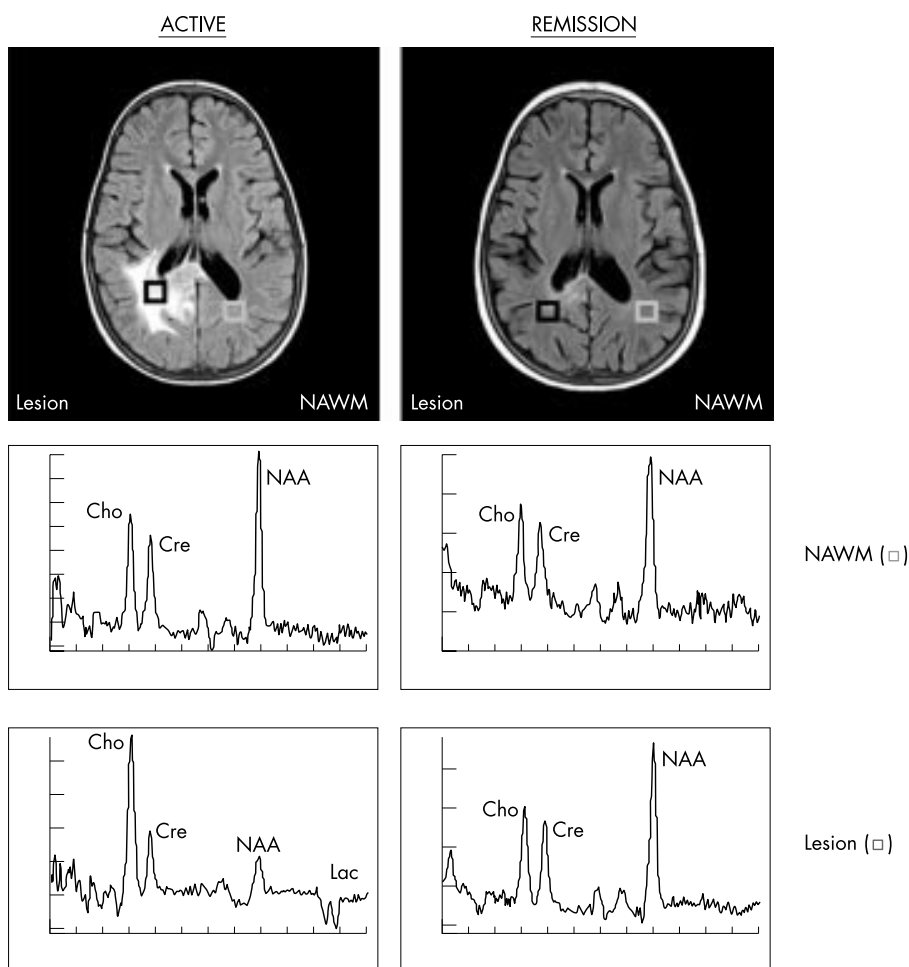 ACTIVE
REMISSION
Lesion
NAWM
Lesion
NAWM
Cho
Cre
NAA
Cho
Cre
NAA
NAWM (□)
Cho
Cre
NAA
Lac
Cho
Cre
NAA
Lesion (□)